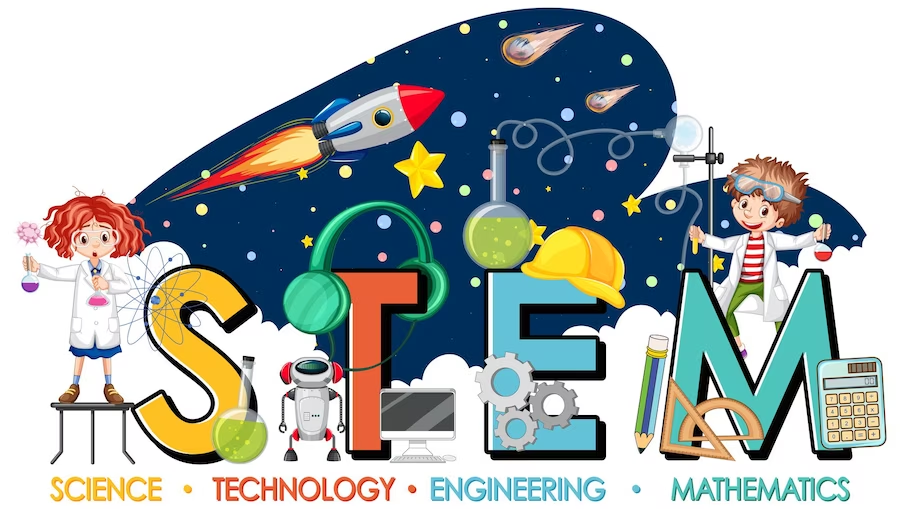 STEM
SCIENCE • TECHNOLOGY • ENGINEERING • MATHEMATICS